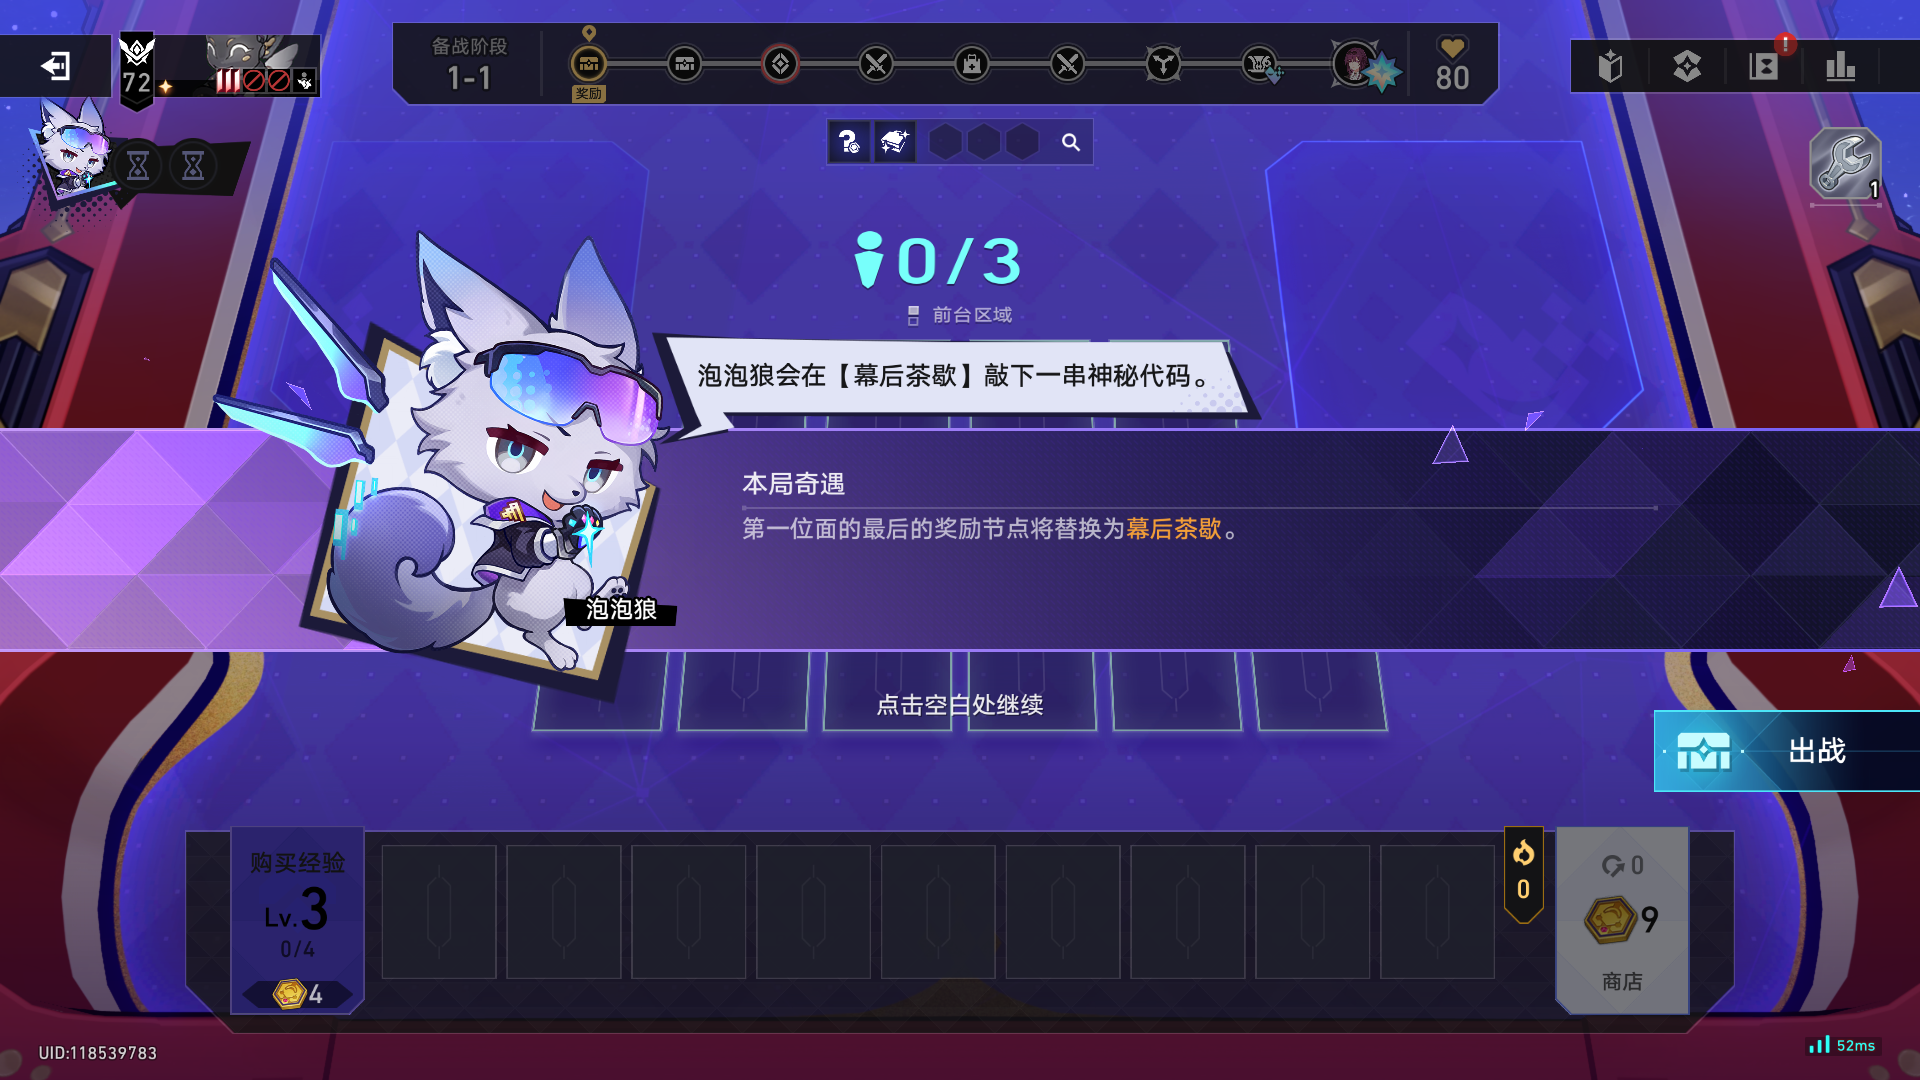 72
备战阶段
1-1
奖励
80
1
0/3
前台区域
泡泡狼会在【幕后茶歇】敲下一串神秘代码。
本局奇遇
第一位面的最后的奖励节点将替换为幕后茶歇。
泡泡狼
点击空白处继续
出战
购买经验
Lv.3
0/4
4
0
0
9
商店
UID:118539783
52ms